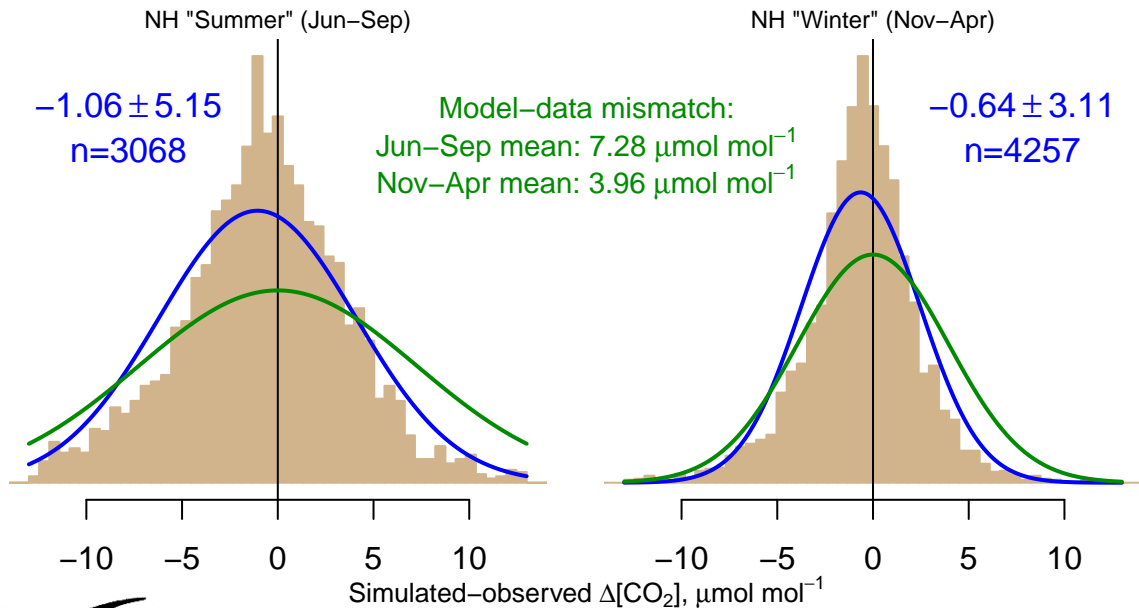 NH "Summer" (Jun−Sep)
−1.06 ± 5.15
n=3068
Model−data mismatch:
Jun−Sep mean: 7.28 μmol mol⁻¹
Nov−Apr mean: 3.96 μmol mol⁻¹
NH "Winter" (Nov−Apr)
−0.64 ± 3.11
n=4257
−10 −5 0 5 10
−10 −5 0 5 10
Simulated−observed Δ[CO₂], μmol mol⁻¹